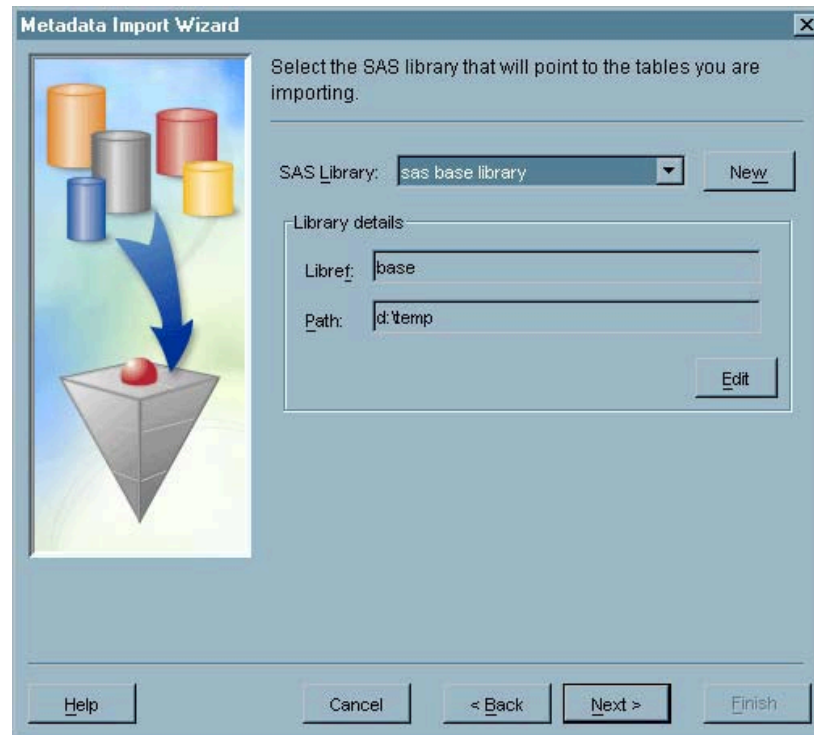 Metadata Import Wizard
Select the SAS library that will point to the tables you are
importing.
SAS Library: sas base library New
Library details
Libref: base
Path: d:\temp
Edit
Help Cancel < Back Next > Finish